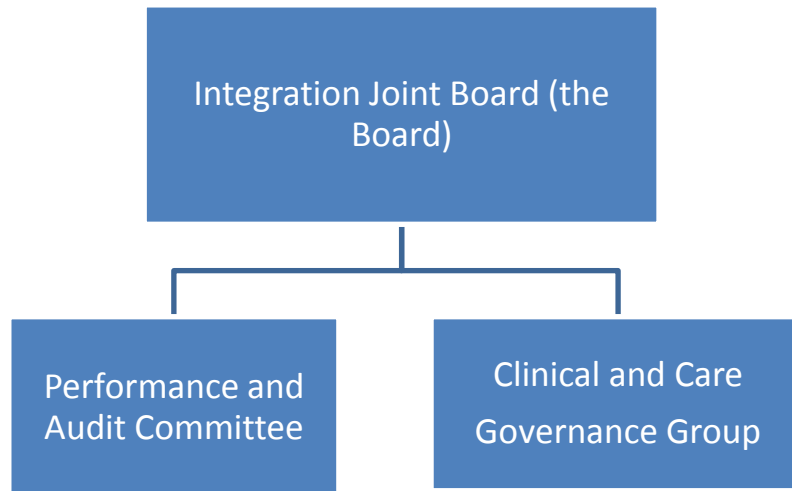 Integration Joint Board (the
Board)
Performance and
Audit Committee
Clinical and Care
Governance Group